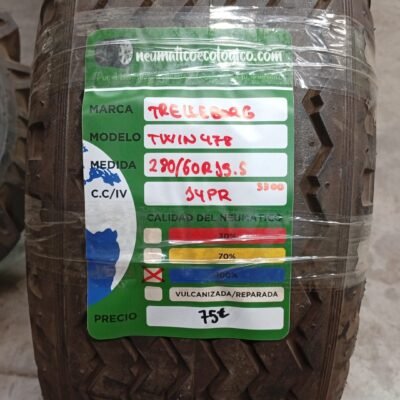 neumaticoecologico.com
MARCA TRELLEBORG
MODELO TWIN 478
MEDIDA 280/60R15.5
C.C/IV 14PR 3300
CALIDAD DEL NEUMÁTICO
30%
70%
100%
VULCANIZADA/REPARADA
PRECIO 75€